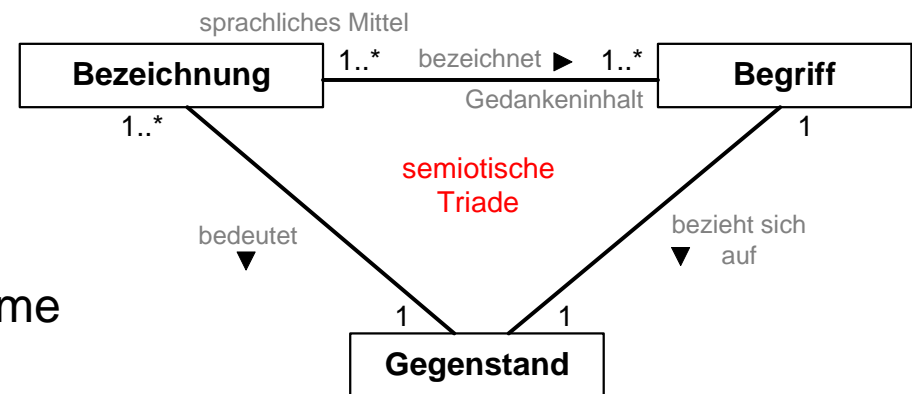 sprachliches Mittel
Bezeichnung 1..* bezeichnet ► 1..* Begriff
Gedankeninhalt
1..* 1
semiotische
Triade
bezieht sich
auf
▼
bedeutet
▼
me
1 1
Gegenstand